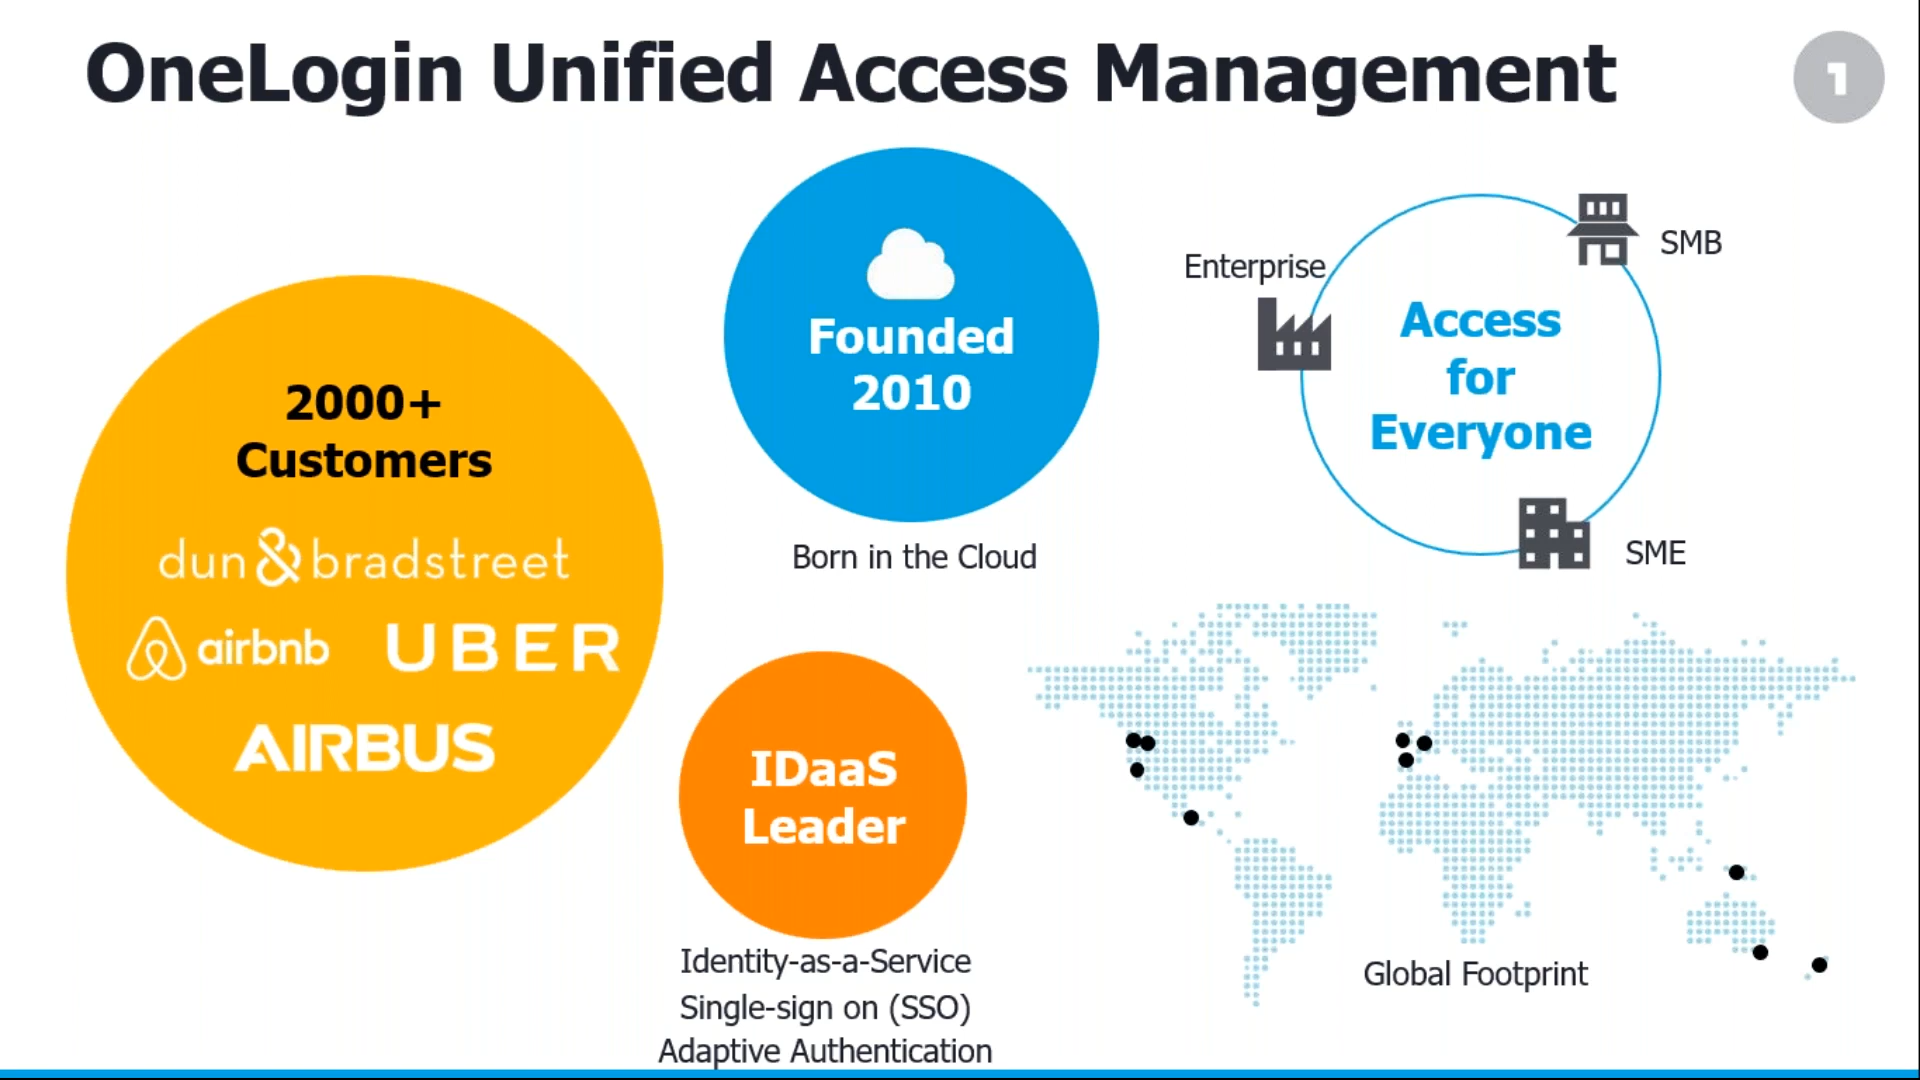 OneLogin Unified Access Management
1
2000+
Customers
dun&bradstreet
airbnb UBER
AIRBUS
Founded
2010
Born in the Cloud
Enterprise
SMB
Access
for
Everyone
SME
IDaaS
Leader
Identity-as-a-Service
Single-sign on (SSO)
Adaptive Authentication
Global Footprint